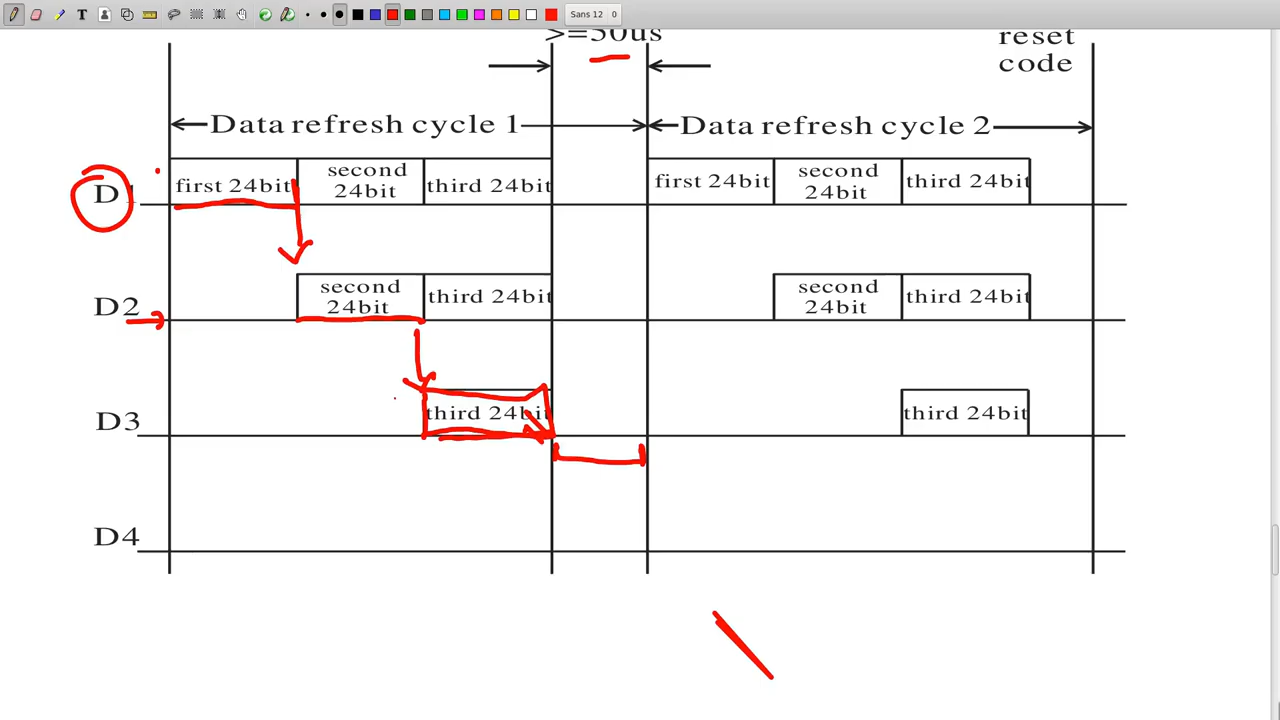 Sans 12 0
>=50us
reset
code
Data refresh cycle 1
Data refresh cycle 2
D1
first 24bit
second
24bit
third 24bit
first 24bit
second
24bit
third 24bit
D2
second
24bit
third 24bit
second
24bit
third 24bit
D3
third 24bit
third 24bit
D4